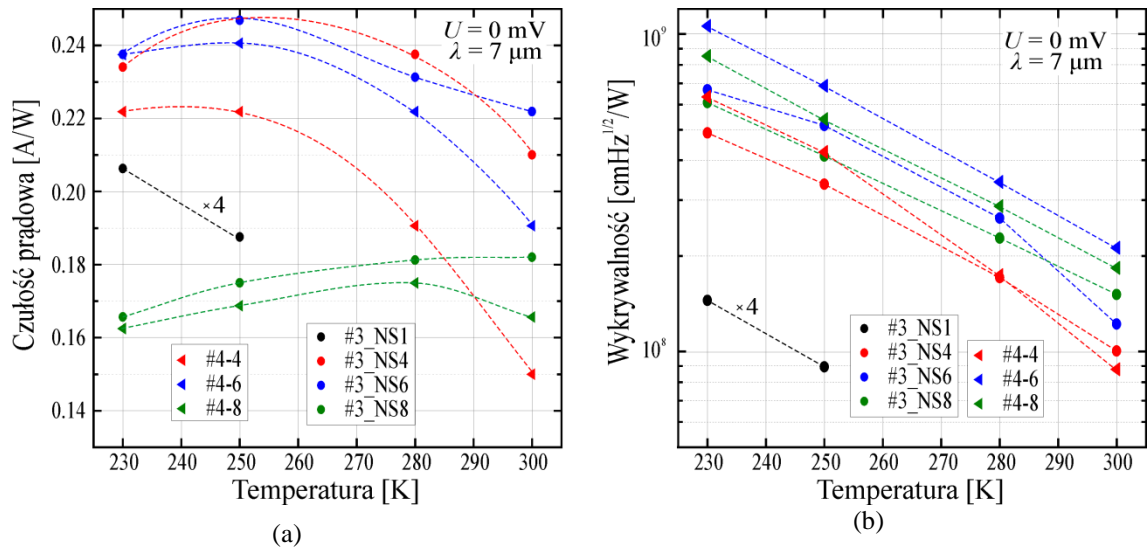 U = 0 mV
λ = 7 μm
×4
#4-4
#4-6
#4-8
#3_NS1
#3_NS4
#3_NS6
#3_NS8
Czułość prądowa [A/W]
0.24
0.22
0.20
0.18
0.16
0.14
230 240 250 260 270 280 290 300
Temperatura [K]
(a)
U = 0 mV
λ = 7 μm
×4
#3_NS1
#3_NS4
#3_NS6
#3_NS8
#4-4
#4-6
#4-8
Wykrywalność [cmHz^1/2/W]
10^9
10^8
230 240 250 260 270 280 290 300
Temperatura [K]
(b)